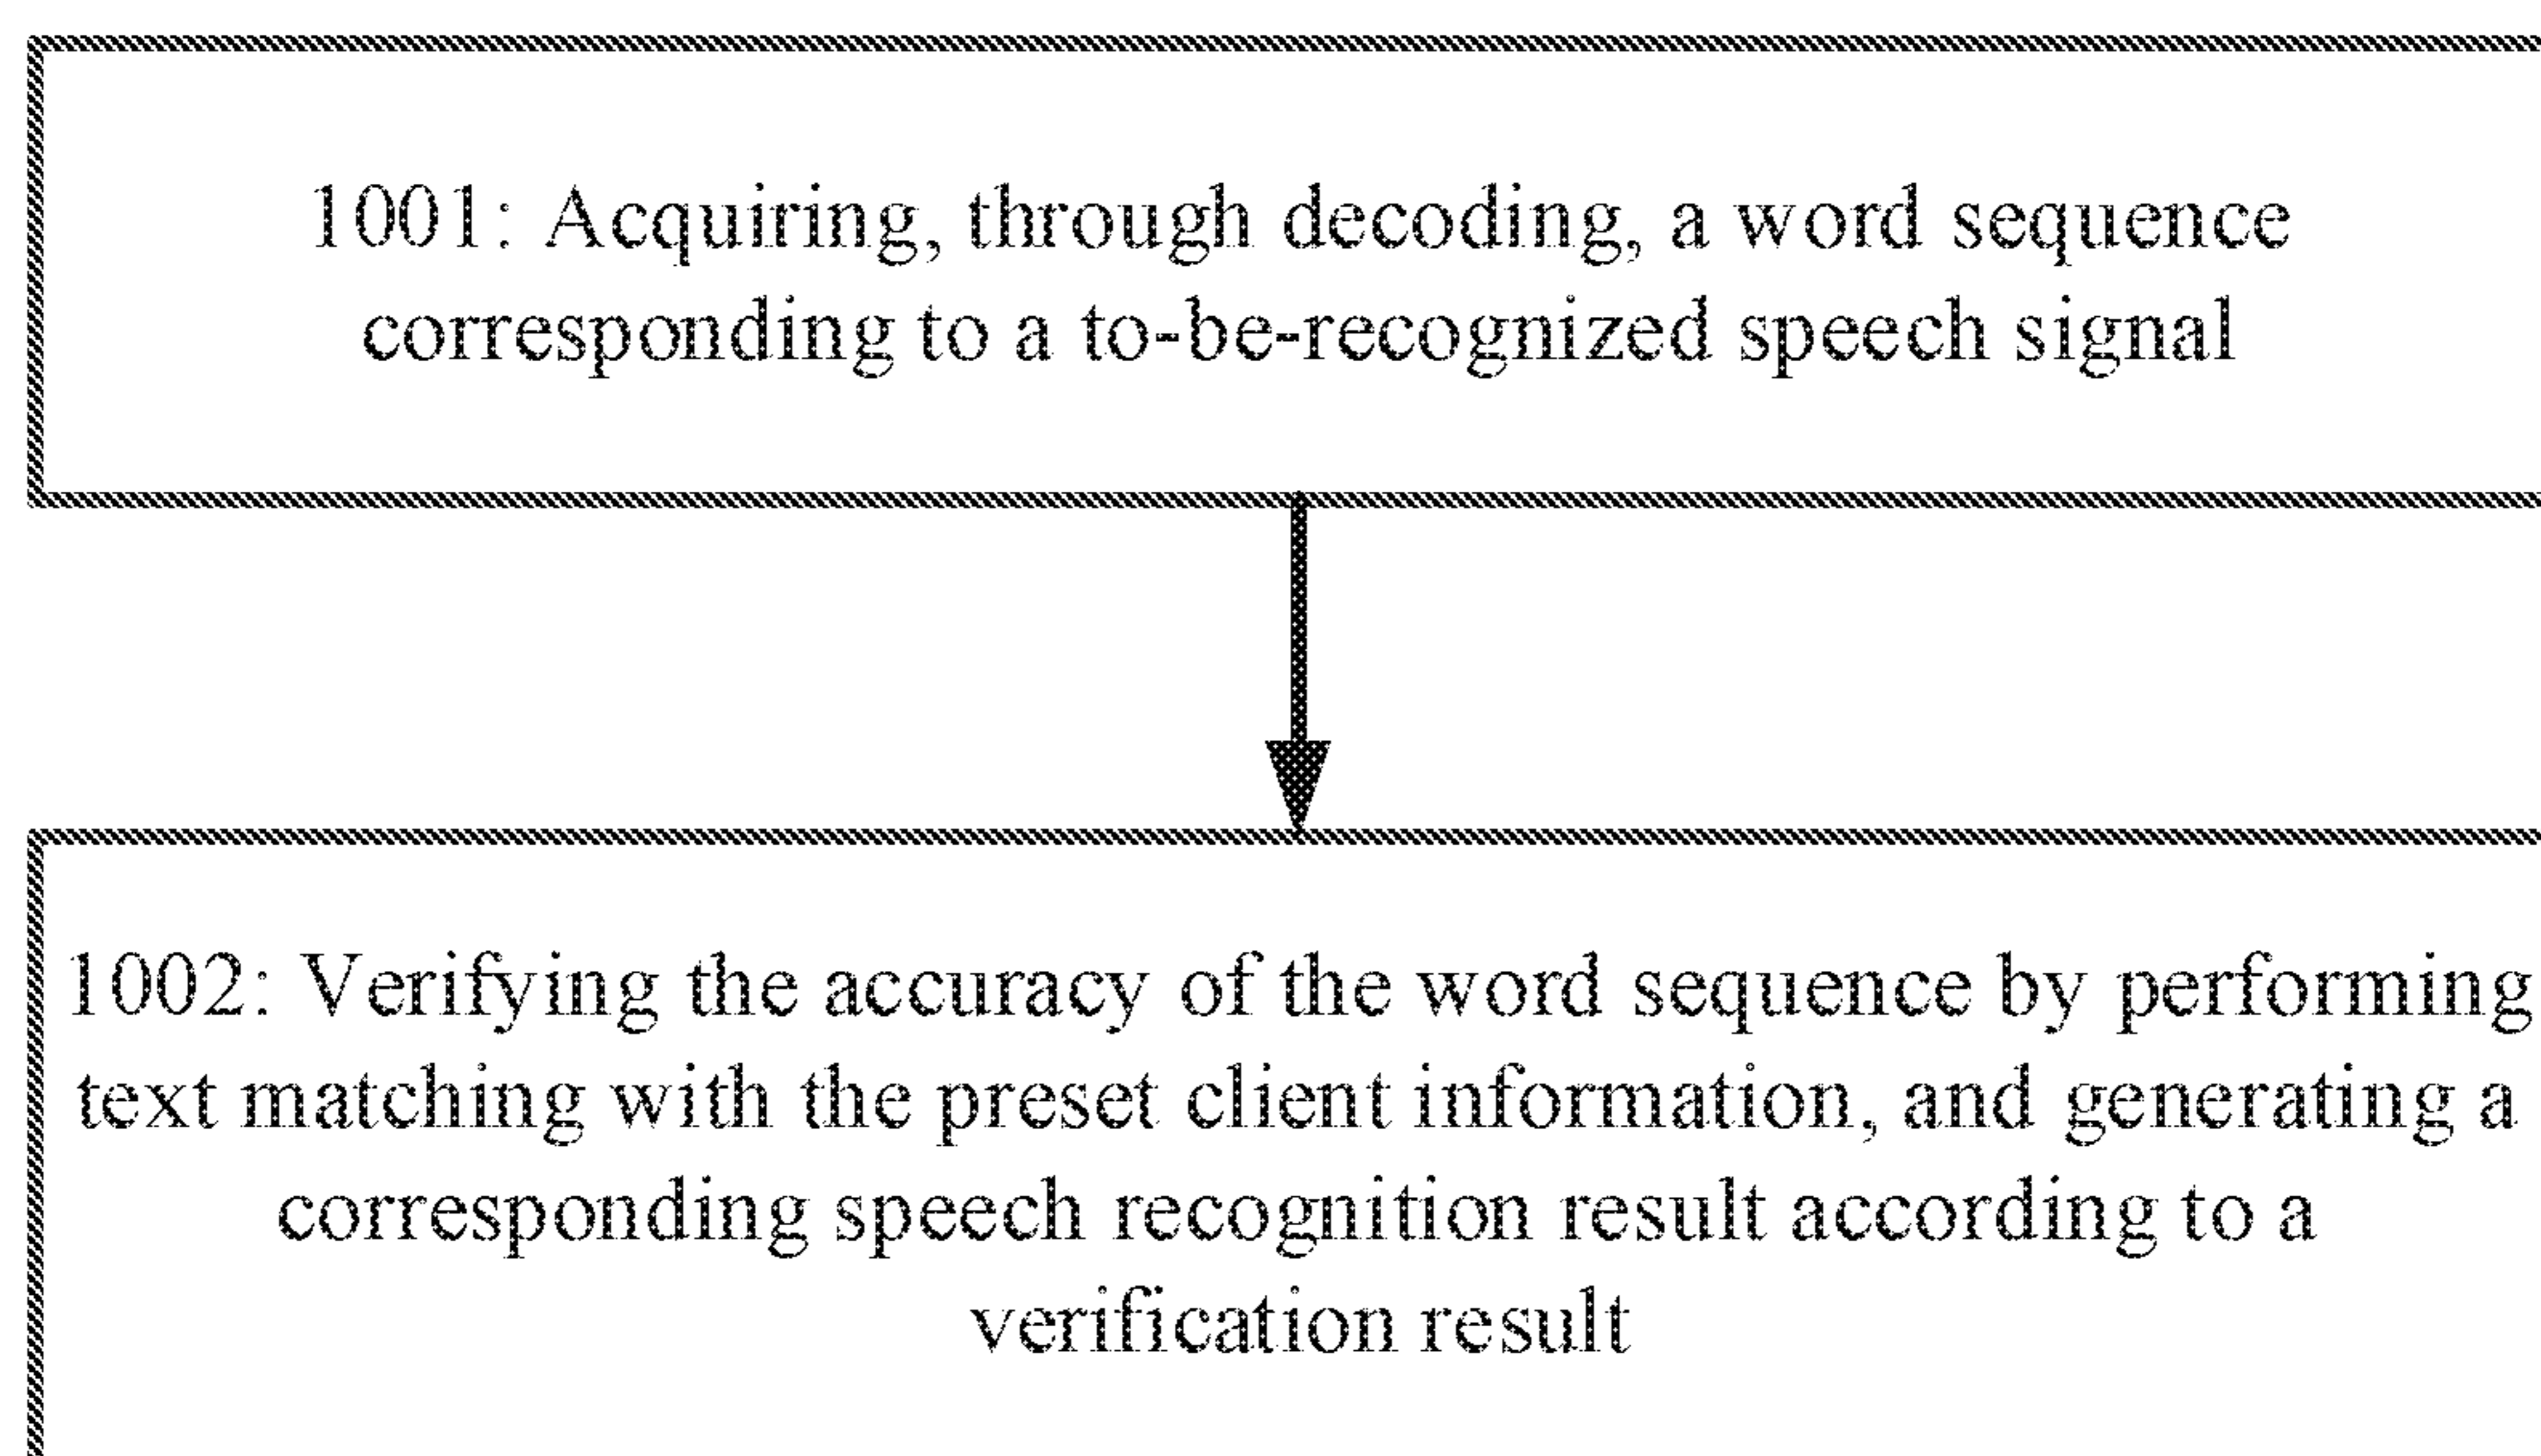 1001: Acquiring, through decoding, a word sequence
corresponding to a to-be-recognized speech signal
1002: Verifying the accuracy of the word sequence by performing
text matching with the preset client information, and generating a
corresponding speech recognition result according to a
verification result